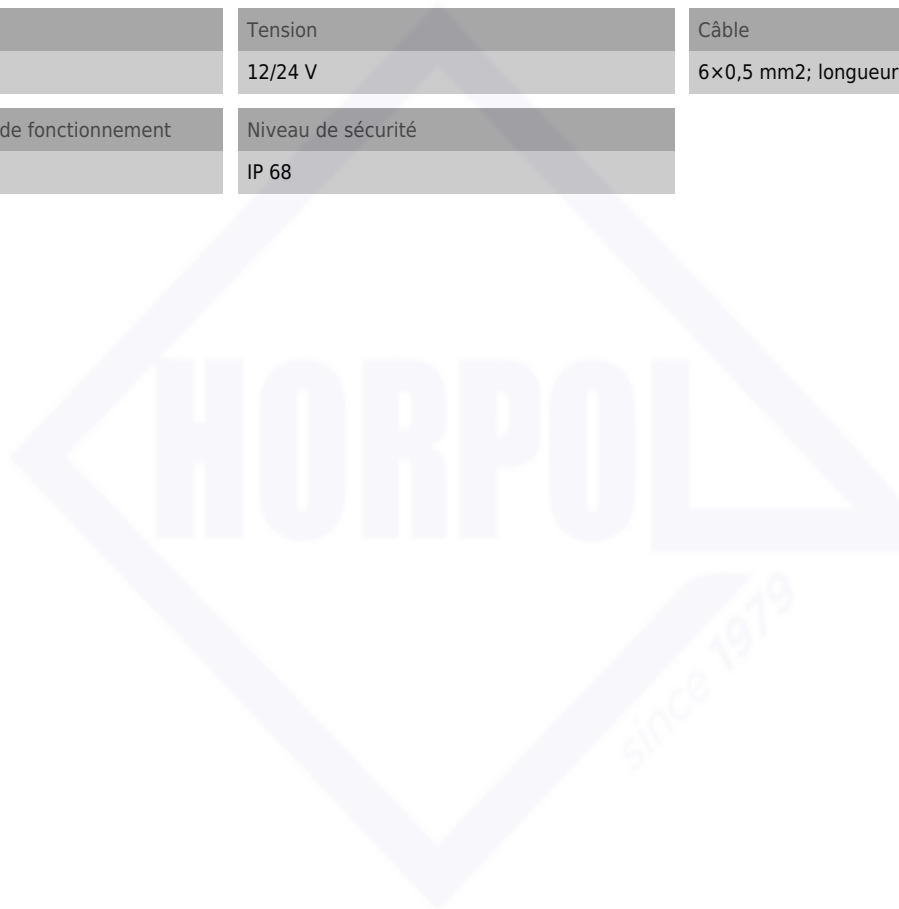 Tension
Câble
12/24 V
6×0,5 mm2; longueur
de fonctionnement
Niveau de sécurité
IP 68
HORPOL
since 1979